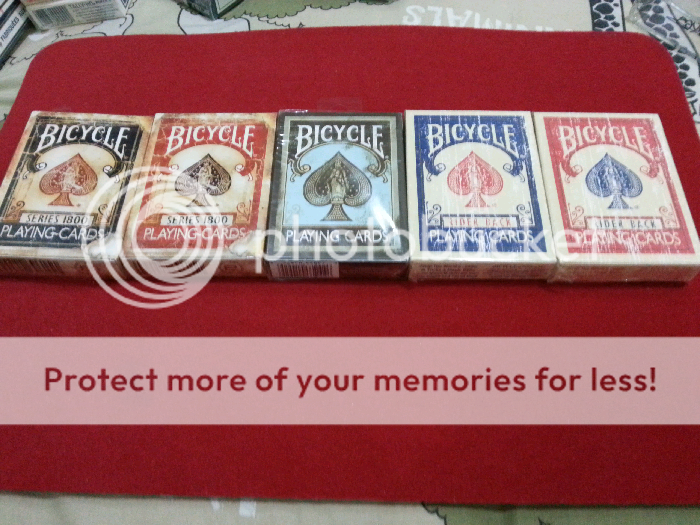 BICYCLE
SERIES 1800
PLAYING-CARDS
BICYCLE
SERIES 1800
PLAYING-CARDS
BICYCLE
PLAYING CARDS
BICYCLE
RIDER BACK
PLAYING CARDS
BICYCLE
RIDER BACK
PLAYING-CARDS
photobucket
Protect more of your memories for less!